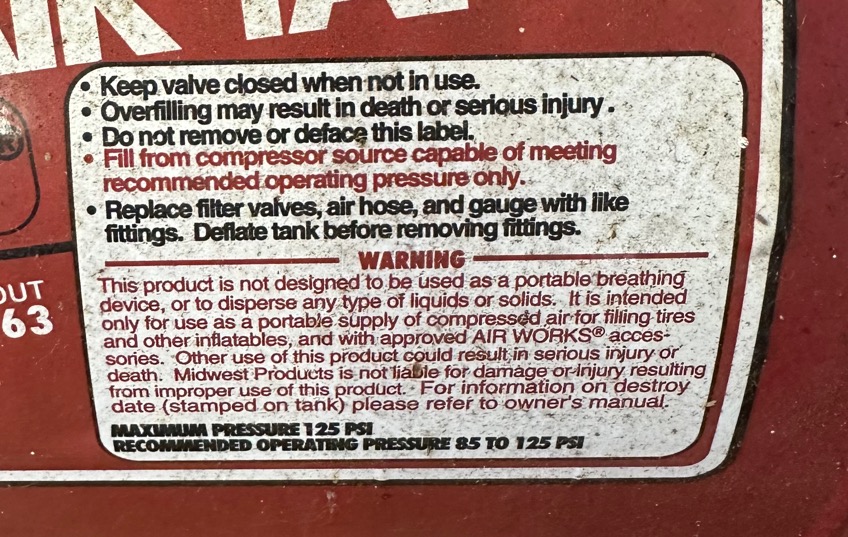 NK TA
• Keep valve closed when not in use.
• Overfilling may result in death or serious injury.
• Do not remove or deface this label.
• Fill from compressor source capable of meeting
recommended operating pressure only.
• Replace filter valves, air hose, and gauge with like
fittings. Deflate tank before removing fittings.
WARNING
This product is not designed to be used as a portable breathing
device, or to disperse any type of liquids or solids. It is intended
only for use as a portable supply of compressed air for filling tires
and other inflatables, and with approved AIR WORKS® acces-
sories. Other use of this product could result in serious injury or
death. Midwest Products is not liable for damage or injury resulting
from improper use of this product. For information on destroy
date (stamped on tank) please refer to owner's manual.
MAXIMUM PRESSURE 125 PSI
RECOMMENDED OPERATING PRESSURE 85 TO 125 PSI
OUT
63